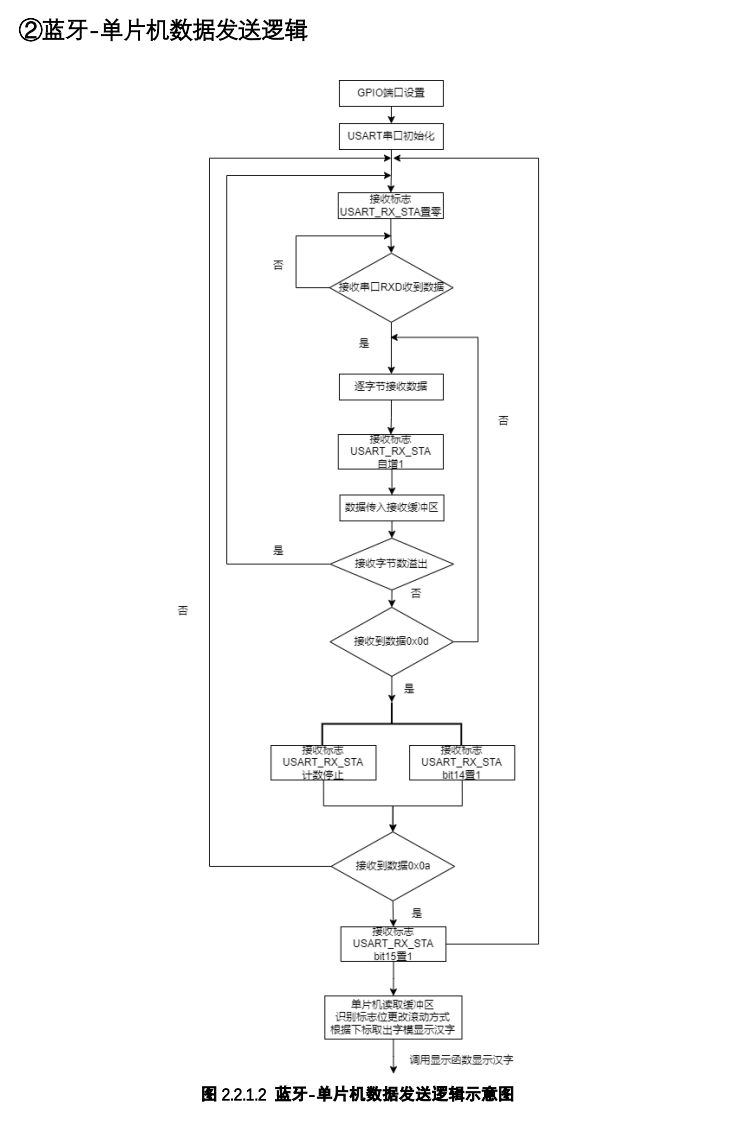 ②蓝牙-单片机数据发送逻辑
GPIO端口设置
USART串口初始化
接收标志
USART_RX_STA置零
否
接收串口RXD收到数据
是
逐字节接收数据
否
接收标志
USART_RX_STA
自增1
数据传入接收缓冲区
是
接收字节数溢出
否
否
接收到数据0x0d
是
接收标志
USART_RX_STA
计数停止
接收标志
USART_RX_STA
bit14置1
接收到数据0x0a
是
接收标志
USART_RX_STA
bit15置1
单片机读取缓冲区
识别标志位更改滚动方式
根据下标取出字模显示汉字
调用显示函数显示汉字
图 2.2.1.2 蓝牙-单片机数据发送逻辑示意图